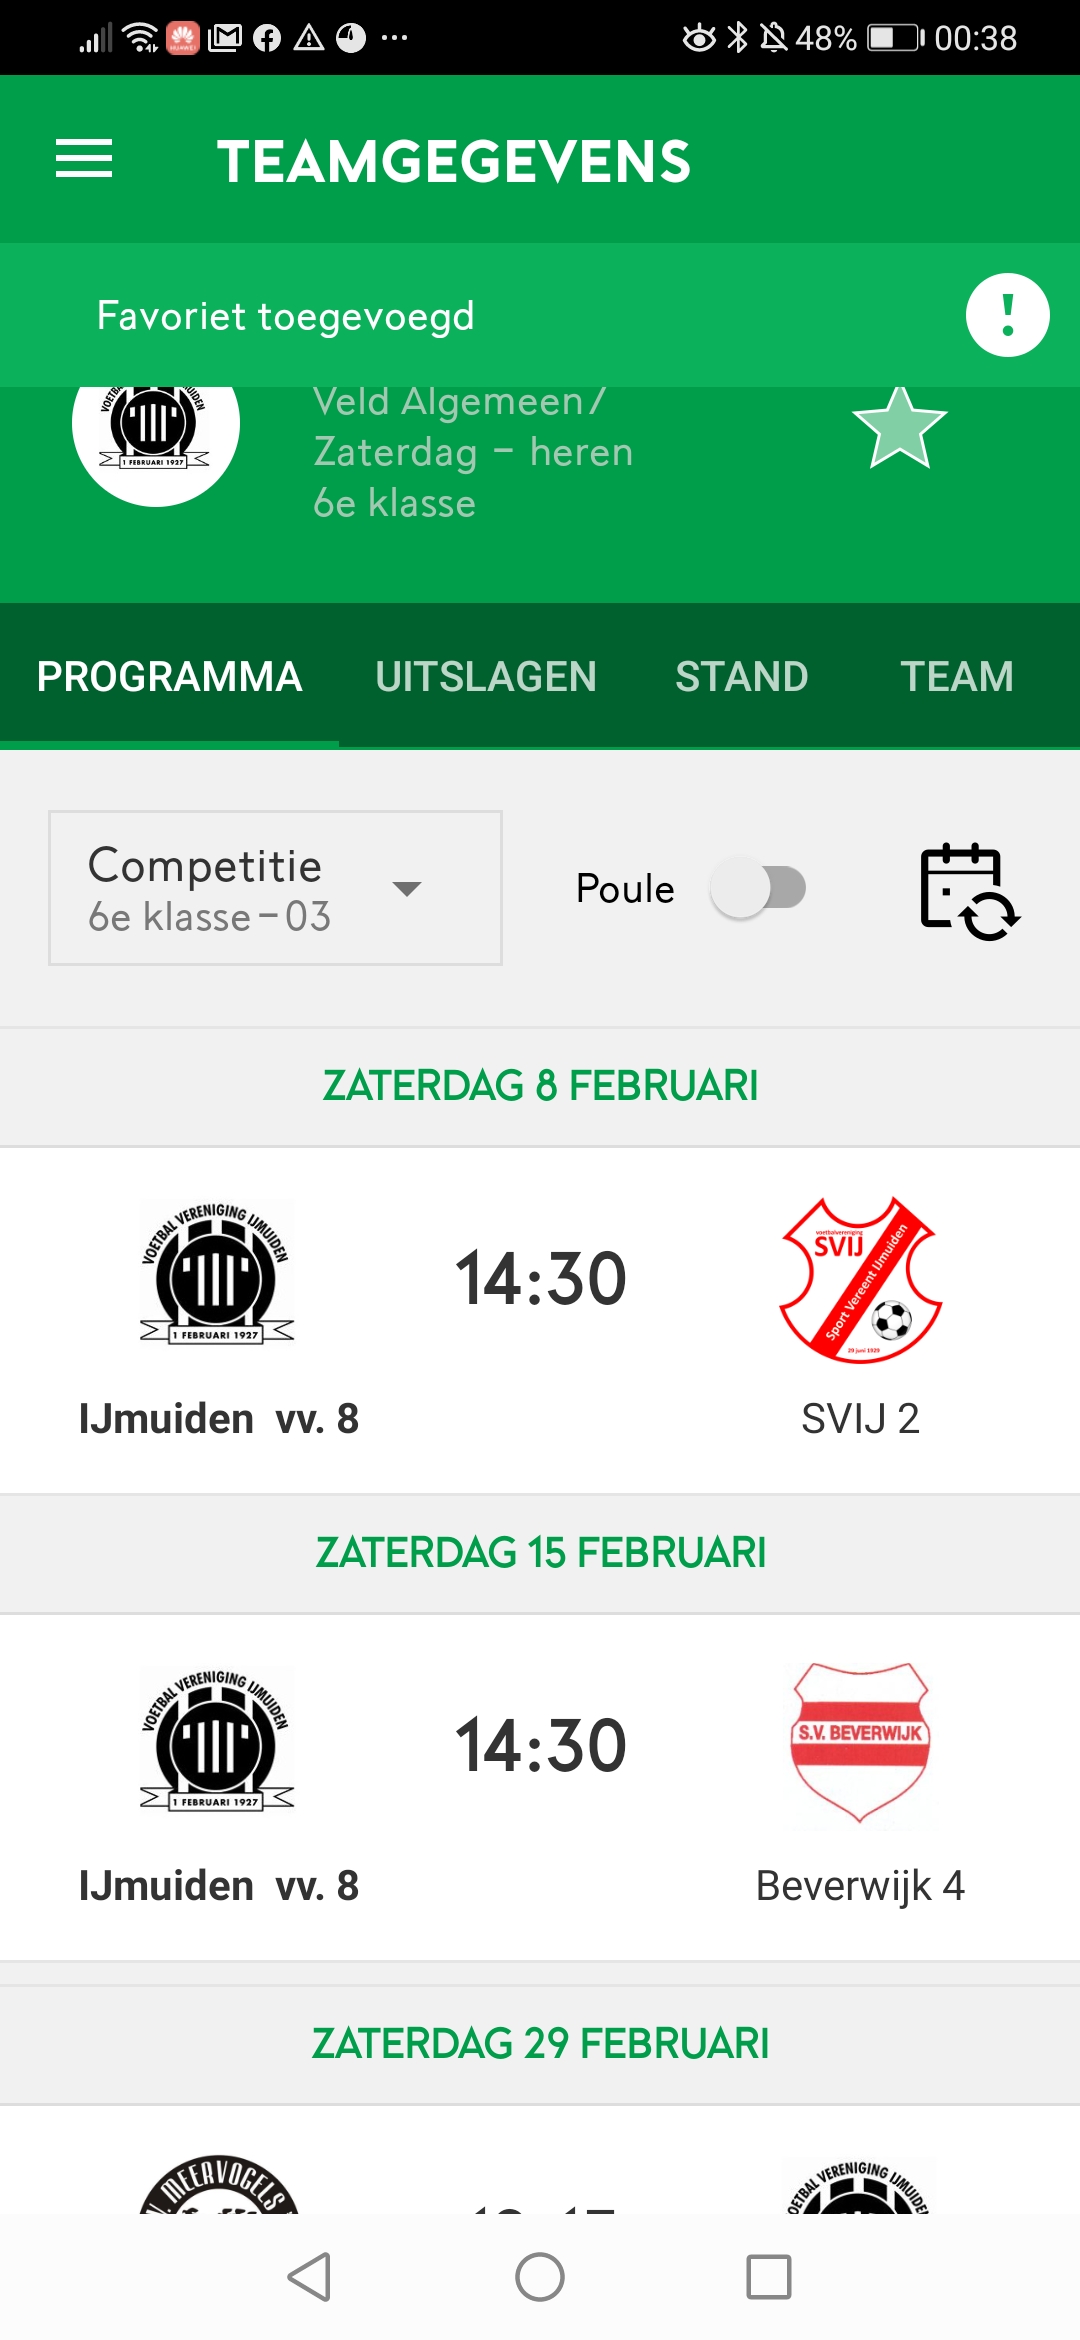 48% 00:38
TEAMGEGEVENS
Favoriet toegevoegd
Veld Algemeen/
Zaterdag - heren
6e klasse
1 FEBRUARI 1927
PROGRAMMA UITSLAGEN STAND TEAM
Competitie
6e klasse-03
Poule
ZATERDAG 8 FEBRUARI
VOETBAL VERENIGING IJMUIDEN
1 FEBRUARI 1927
14:30
voetbalvereniging
SVIJ
Sport Vereent IJmuiden
29 juni 1929
IJmuiden vv. 8
SVIJ 2
ZATERDAG 15 FEBRUARI
VOETBAL VERENIGING IJMUIDEN
1 FEBRUARI 1927
14:30
S.V. BEVERWIJK
IJmuiden vv. 8
Beverwijk 4
ZATERDAG 29 FEBRUARI
MEERVOGELS
VERENIGING IJMUIDEN